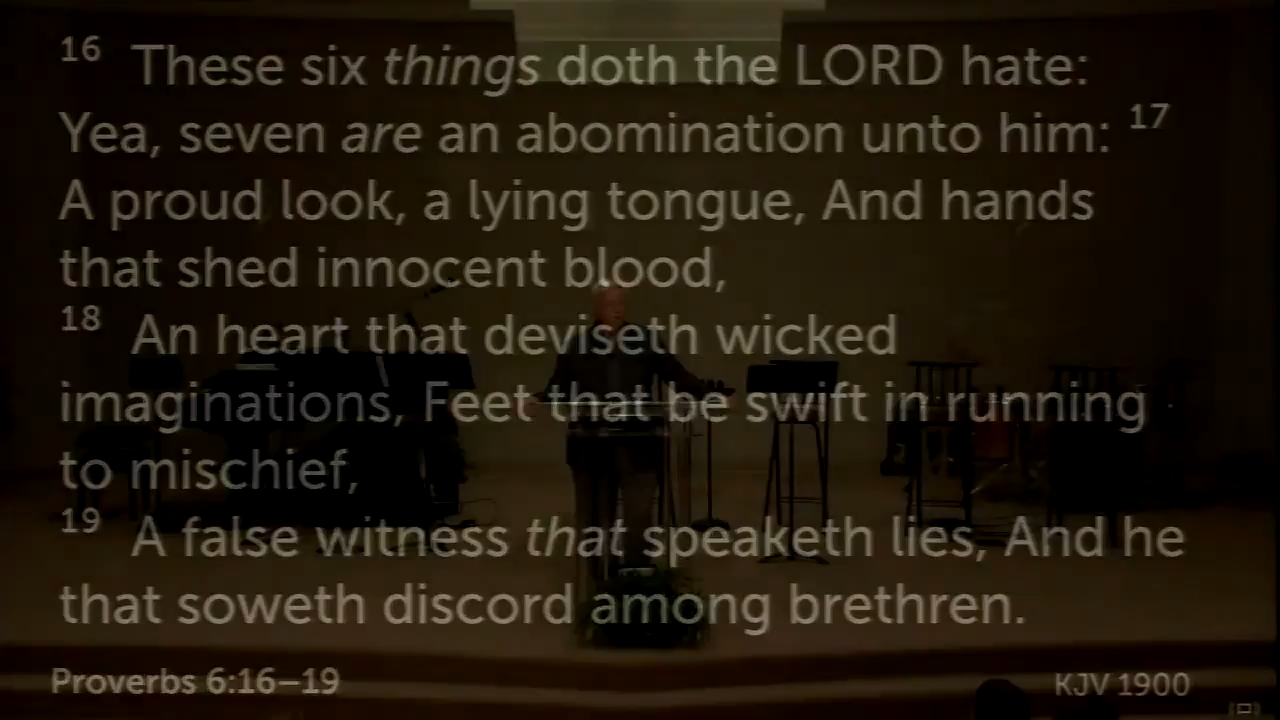 16 These six things doth the LORD hate:
Yea, seven are an abomination unto him: 17
A proud look, a lying tongue, And hands
that shed innocent blood,
18 An heart that deviseth wicked
imaginations, Feet that be swift in running
to mischief,
19 A false witness that speaketh lies, And he
that soweth discord among brethren.
Proverbs 6:16–19
KJV 1900